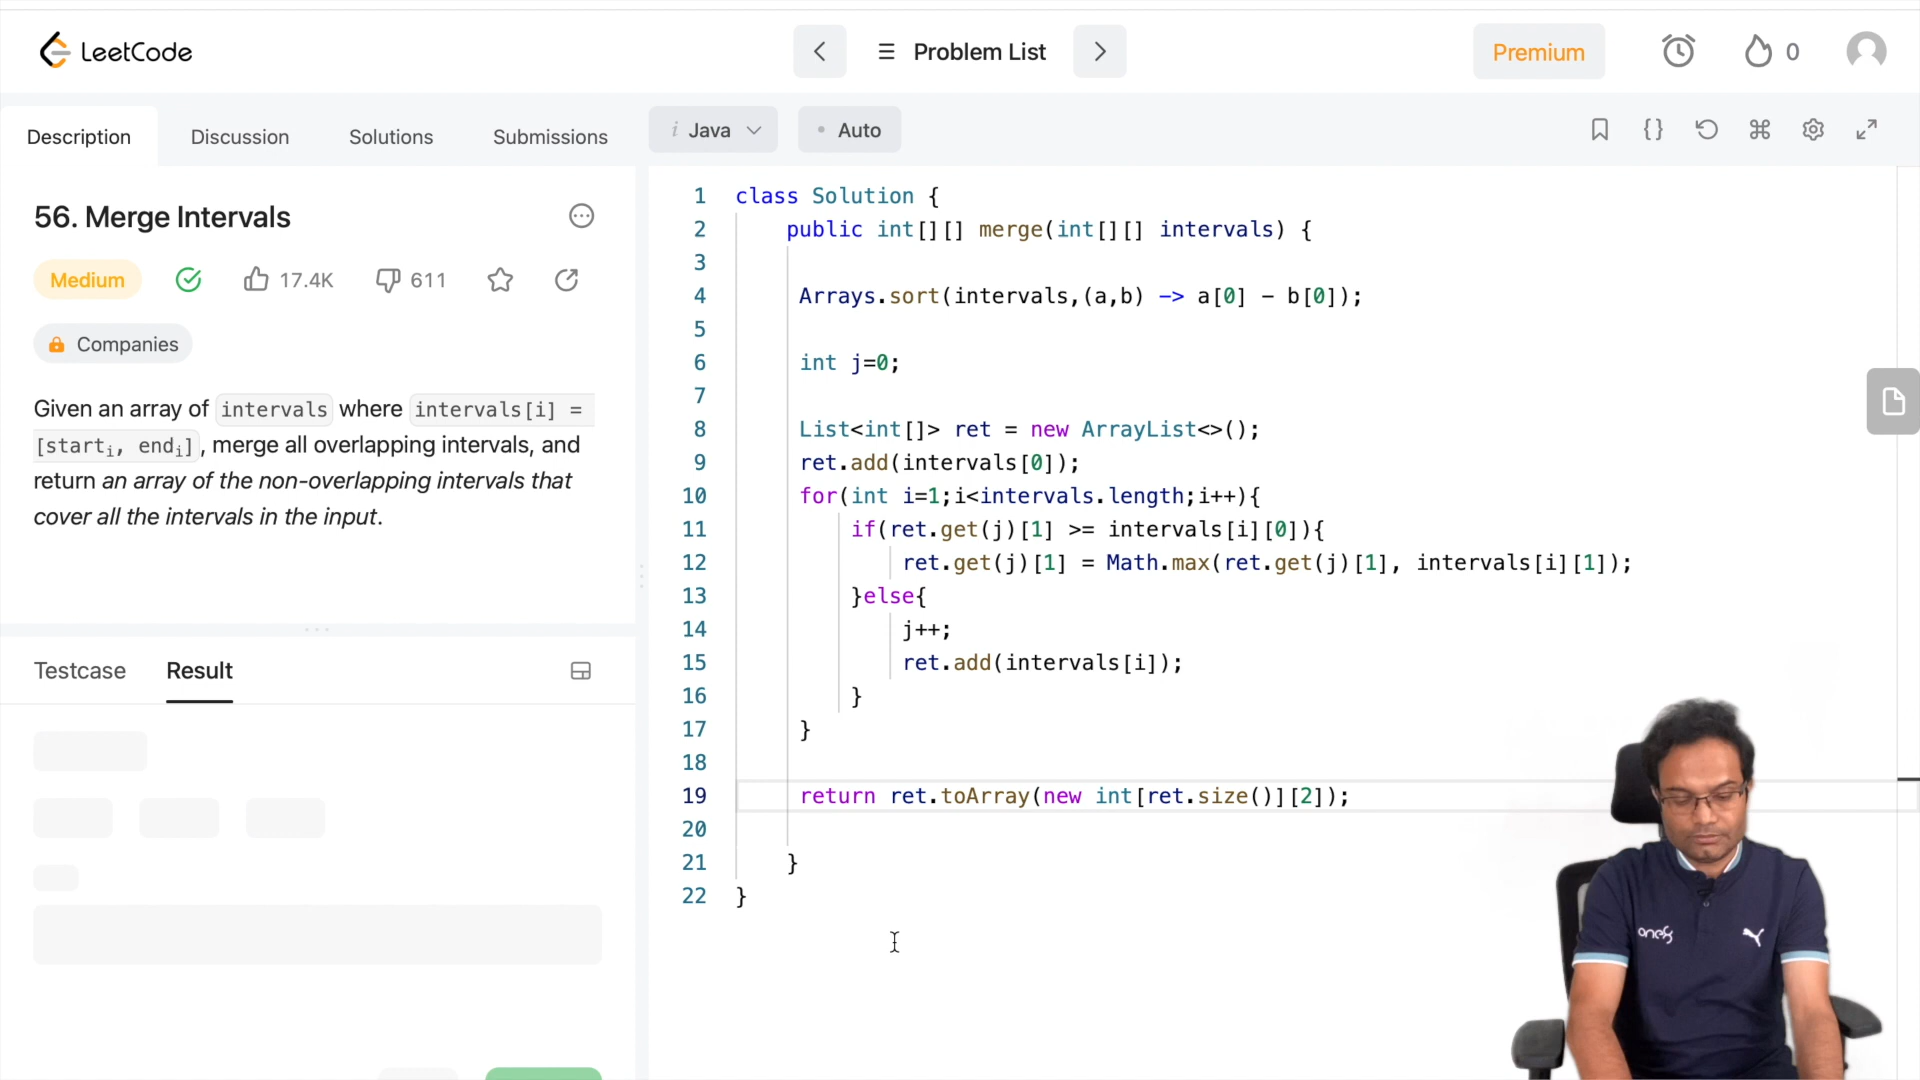 LeetCode
Problem List
Premium
0
Description
Discussion
Solutions
Submissions
i Java
• Auto
56. Merge Intervals
Medium
17.4K
611
Companies
Given an array of intervals where intervals[i] =
[starti, endi], merge all overlapping intervals, and
return an array of the non-overlapping intervals that
cover all the intervals in the input.
Testcase
Result
1 class Solution {
2 public int[][] merge(int[][] intervals) {
3
4 Arrays.sort(intervals,(a,b) -> a[0] - b[0]);
5
6 int j=0;
7
8 List<int[]> ret = new ArrayList<>();
9 ret.add(intervals[0]);
10 for(int i=1;i<intervals.length;i++){
11 if(ret.get(j)[1] >= intervals[i][0]){
12 ret.get(j)[1] = Math.max(ret.get(j)[1], intervals[i][1]);
13 }else{
14 j++;
15 ret.add(intervals[i]);
16 }
17 }
18
19 return ret.toArray(new int[ret.size()][2]);
20
21 }
22 }
one8